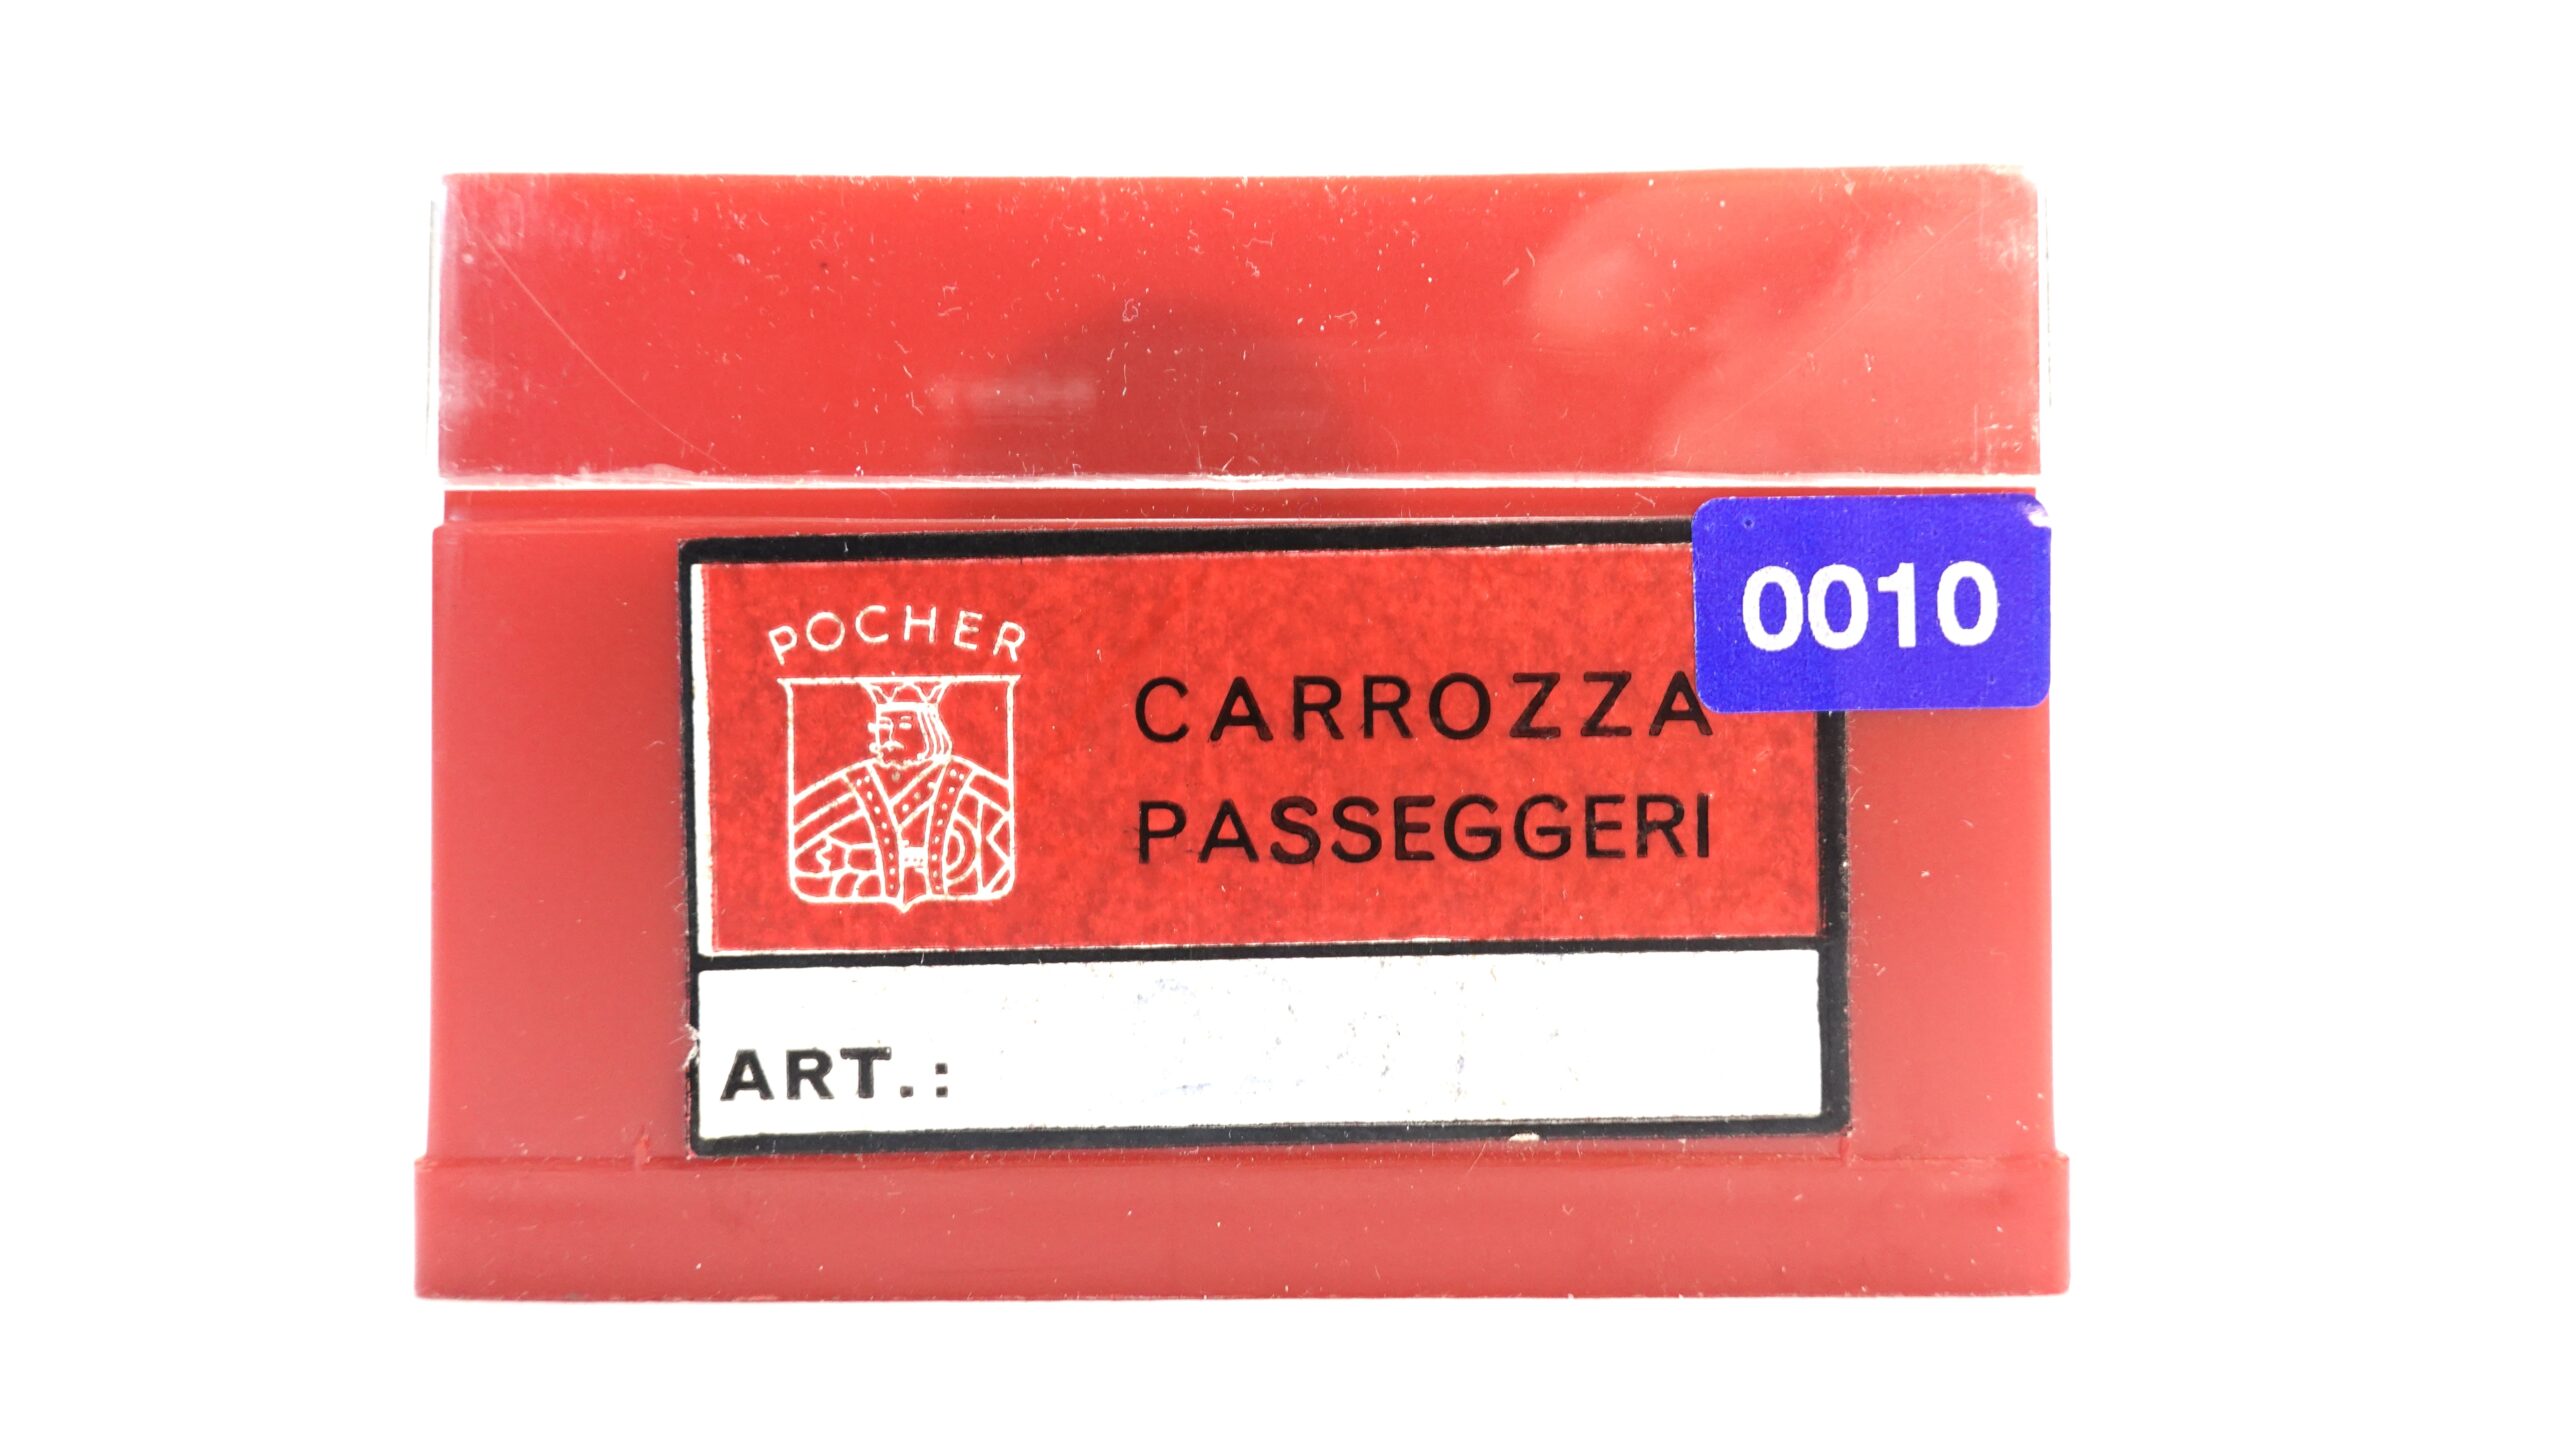 0010
POCHER
CARROZZA
PASSEGGERI
ART.: